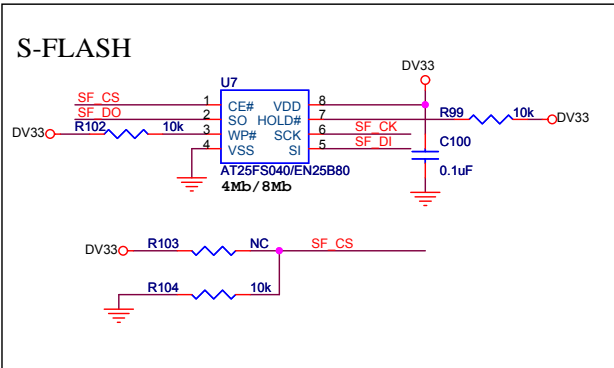 S-FLASH
DV33
U7
SF_CS 1 CE# VDD 8
SF_DO 2 SO HOLD# 7 R99 10k DV33
DV33 R102 10k 3 WP# SCK 6 SF_CK
4 VSS SI 5 SF_DI C100
AT25FS040/EN25B80 0.1uF
4Mb/8Mb
DV33 R103 NC SF_CS
R104 10k